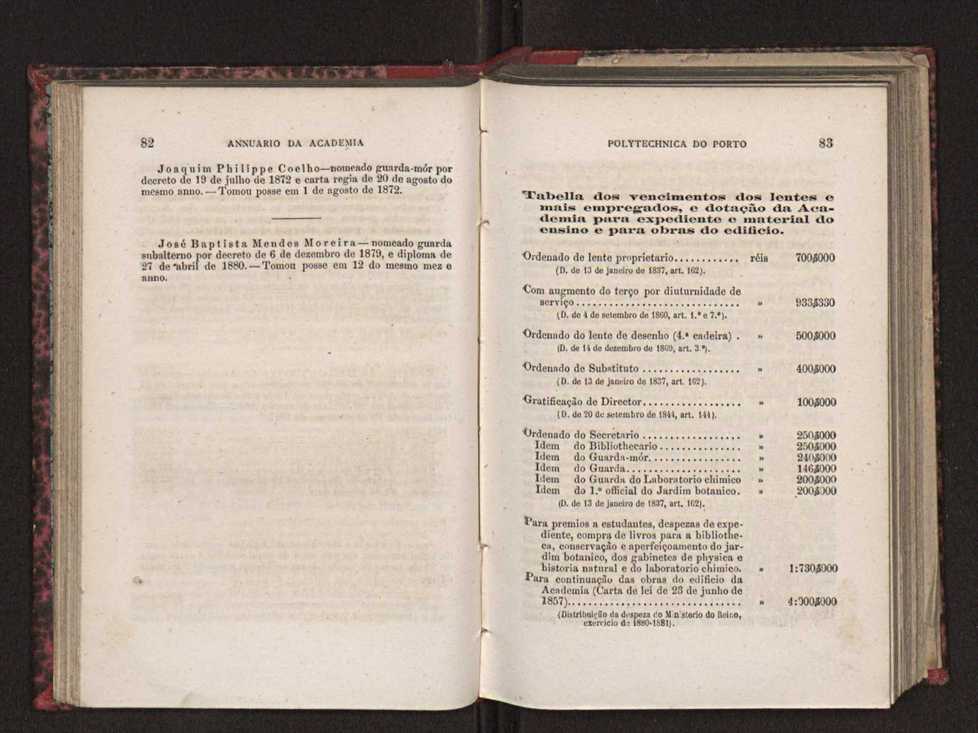 82 ANNUARIO DA ACADEMIA
Joaquim Philippe Coelho—nomeado guarda-mór por
decreto de 19 de julho de 1872 e carta regia de 20 de agosto do
mesmo anno.—Tomou posse em 1 de agosto de 1872.
José Baptista Mendes Moreira—nomeado guarda
subalterno por decreto de 6 de dezembro de 1879, e diploma de
27 de abril de 1880.—Tomou posse em 12 do mesmo mez e
anno.
POLYTECHNICA DO PORTO 83
Tabella dos vencimentos dos lentes e
mais empregados, e dotação da Aca-
demia para expediente e material do
ensino e para obras do edificio.
Ordenado de lente proprietario............ réis 700$000
(D. de 13 de janeiro de 1837, art. 162).
Com augmento do terço por diuturnidade de
serviço............................. » 933$330
(D. de 4 de setembro de 1860, art. 1.º e 7.º).
Ordenado do lente de desenho (4.ª cadeira) . » 500$000
(D. de 14 de dezembro de 1869, art. 3.º).
Ordenado de Substituto ................. » 400$000
(D. de 13 de janeiro de 1837, art. 162).
Gratificação de Director................. » 100$000
(D. de 20 de setembro de 1844, art. 144).
Ordenado do Secretario ................. » 250$000
Idem do Bibliothecario.............. » 250$000
Idem do Guarda-mór................ » 240$000
Idem do Guarda.................... » 146$000
Idem do Guarda do Laboratorio chimico » 200$000
Idem do 1.º official do Jardim botanico. » 200$000
(D. de 13 de janeiro de 1837, art. 162).
Para premios a estudantes, despezas de expe-
diente, compra de livros para a bibliothe-
ca, conservação e aperfeiçoamento do jar-
dim botanico, dos gabinetes de physica e
historia natural e do laboratorio chimico. » 1:730$000
Para continuação das obras do edificio da
Academia (Carta de lei de 23 de junho de
1857).............................. » 4:000$000
(Distribuição da despeza do Ministerio do Reino,
exercicio de 1880-1881).